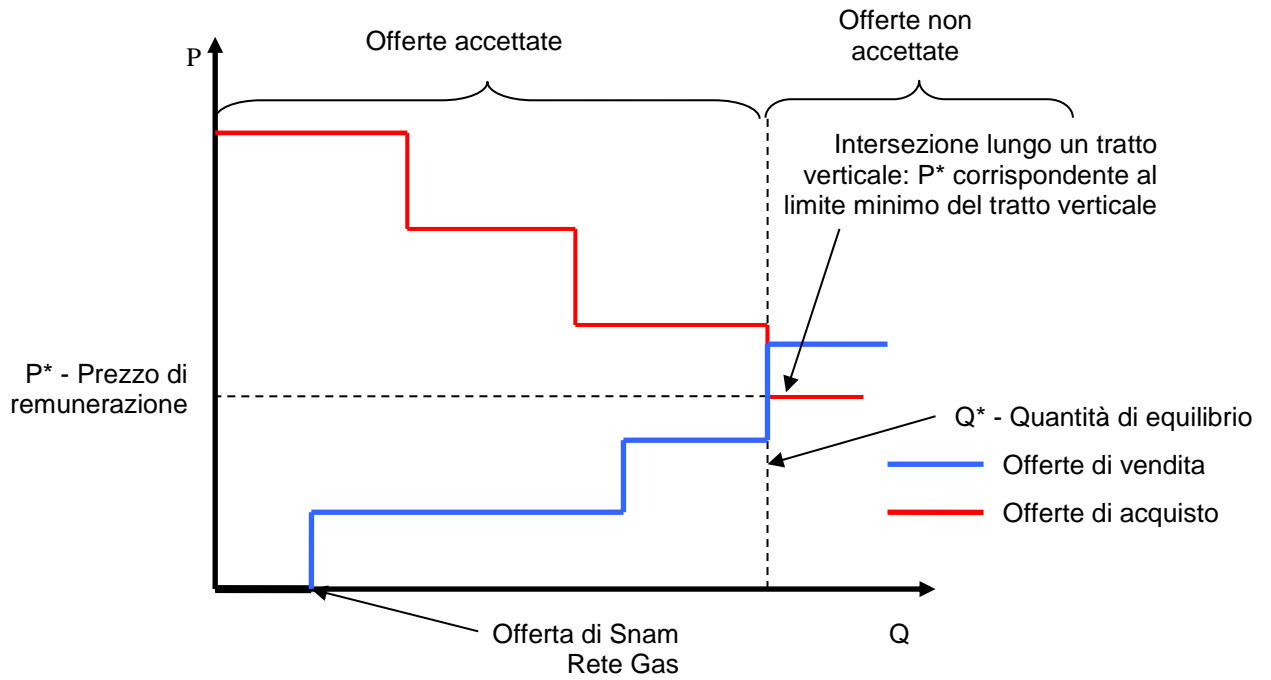 Offerte accettate
Offerte non
accettate
P
Intersezione lungo un tratto
verticale: P* corrispondente al
limite minimo del tratto verticale
P* - Prezzo di
remunerazione
Q* - Quantità di equilibrio
Offerte di vendita
Offerte di acquisto
Offerta di Snam
Rete Gas
Q